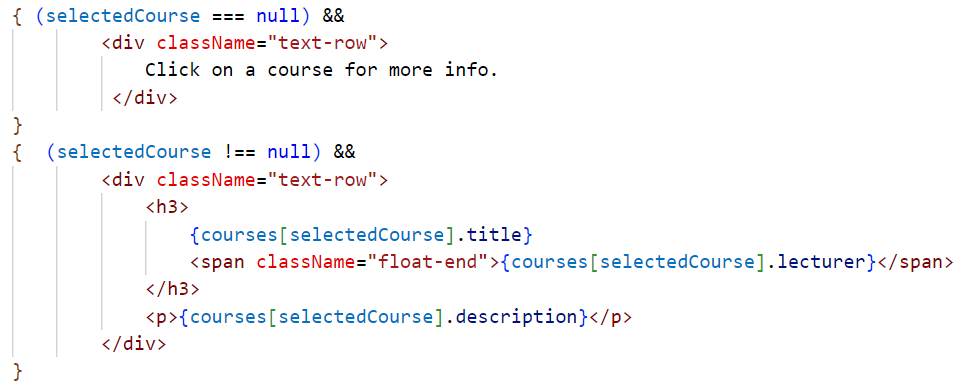 { (selectedCourse === null) &&
<div className="text-row">
Click on a course for more info.
</div>
}
{  (selectedCourse !== null) &&
<div className="text-row">
<h3>
{courses[selectedCourse].title}
<span className="float-end">{courses[selectedCourse].lecturer}</span>
</h3>
<p>{courses[selectedCourse].description}</p>
</div>
}